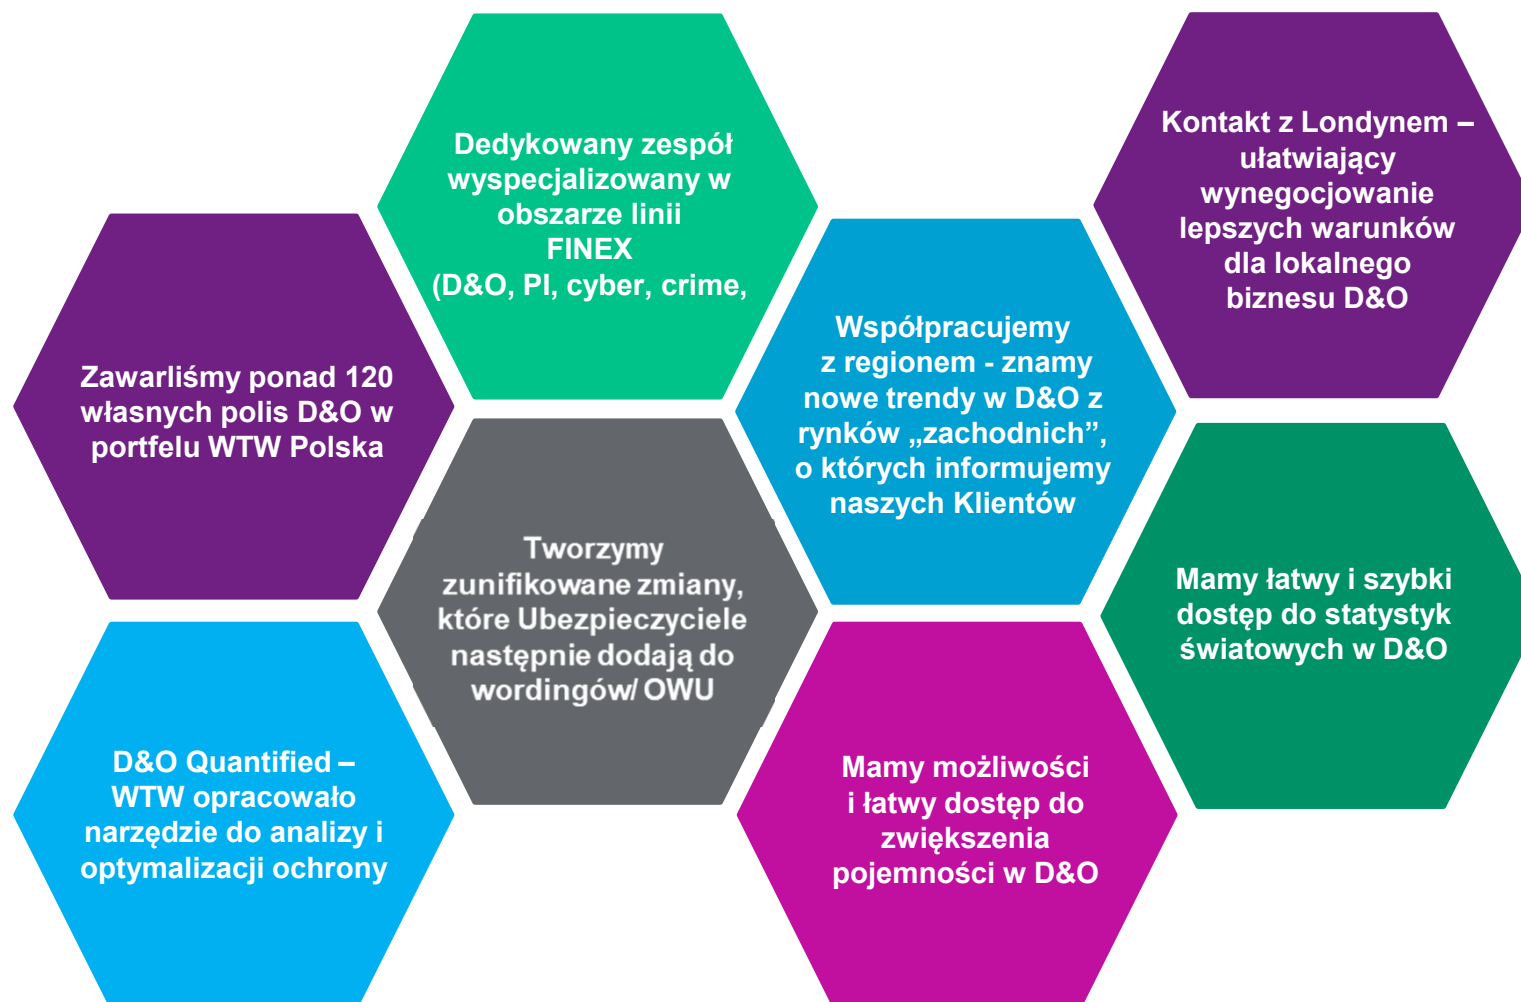 Dedykowany zespół
wyspecjalizowany w
obszarze linii
FINEX
(D&O, PI, cyber, crime,
Kontakt z Londynem –
ułatwiający
wynegocjowanie
lepszych warunków
dla lokalnego
biznesu D&O
Zawarliśmy ponad 120
własnych polis D&O w
portfelu WTW Polska
Współpracujemy
z regionem - znamy
nowe trendy w D&O z
rynków „zachodnich”,
o których informujemy
naszych Klientów
Tworzymy
zunifikowane zmiany,
które Ubezpieczyciele
następnie dodają do
wordingów/ OWU
Mamy łatwy i szybki
dostęp do statystyk
światowych w D&O
D&O Quantified –
WTW opracowało
narzędzie do analizy i
optymalizacji ochrony
Mamy możliwości
i łatwy dostęp do
zwiększenia
pojemności w D&O